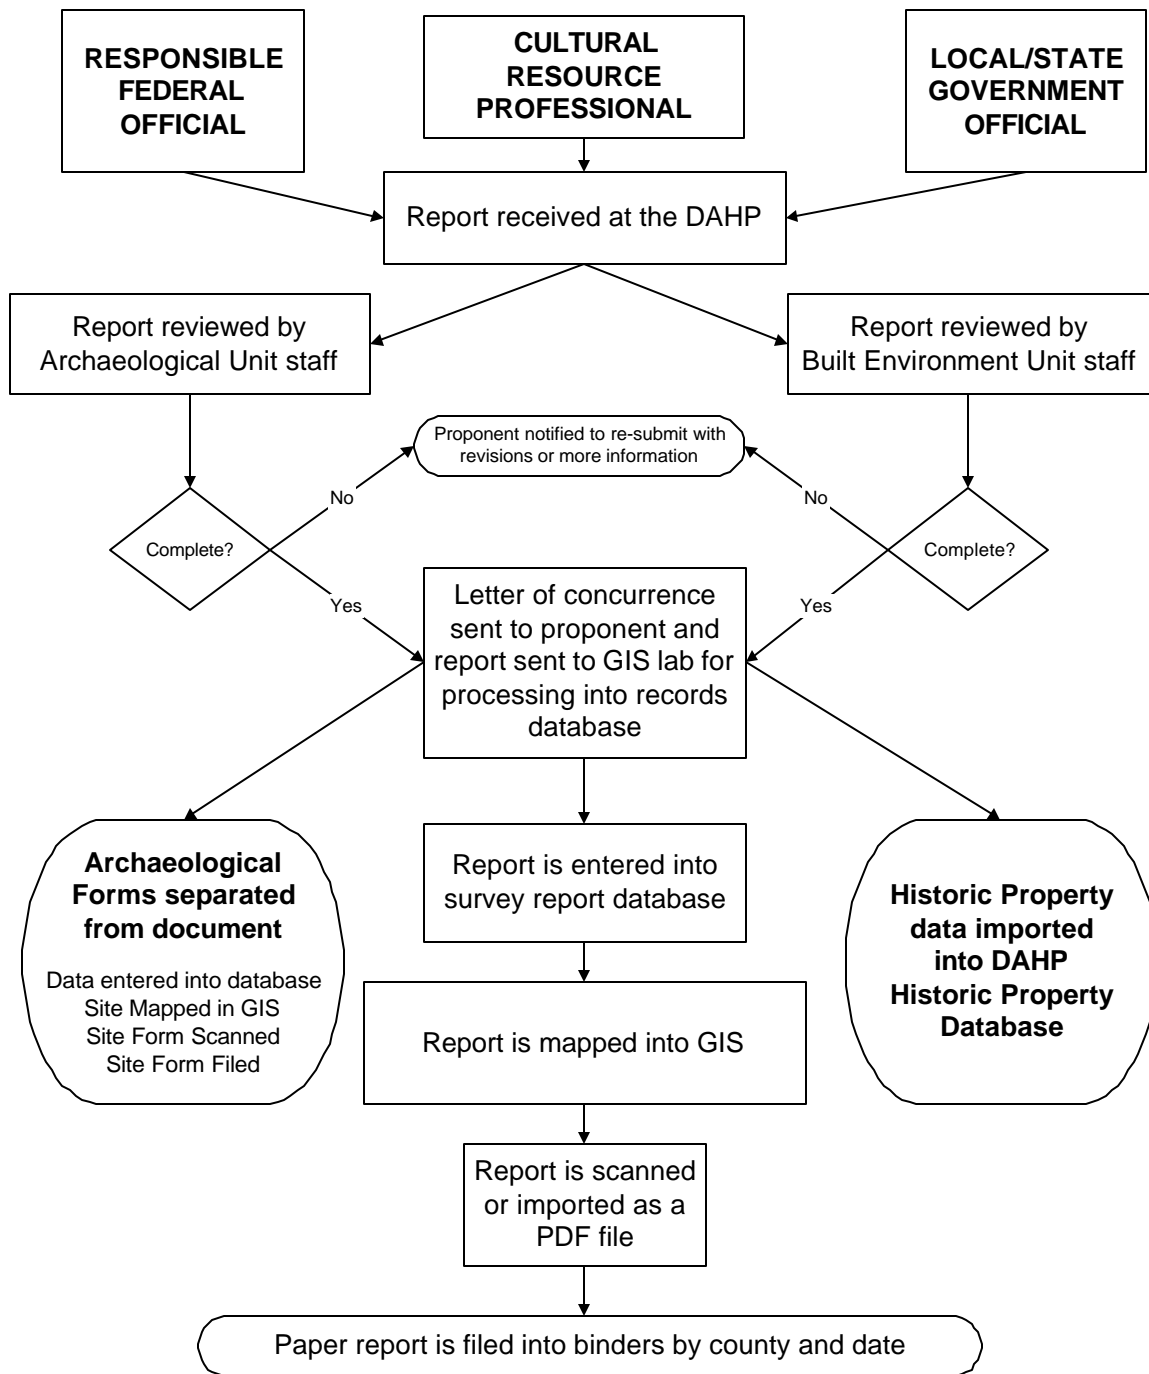 RESPONSIBLE
FEDERAL
OFFICIAL
CULTURAL
RESOURCE
PROFESSIONAL
LOCAL/STATE
GOVERNMENT
OFFICIAL
Report received at the DAHP
Report reviewed by
Archaeological Unit staff
Report reviewed by
Built Environment Unit staff
Proponent notified to re-submit with
revisions or more information
No
No
Complete?
Complete?
Yes
Yes
Letter of concurrence
sent to proponent and
report sent to GIS lab for
processing into records
database
Archaeological
Forms separated
from document
Data entered into database
Site Mapped in GIS
Site Form Scanned
Site Form Filed
Report is entered into
survey report database
Historic Property
data imported
into DAHP
Historic Property
Database
Report is mapped into GIS
Report is scanned
or imported as a
PDF file
Paper report is filed into binders by county and date